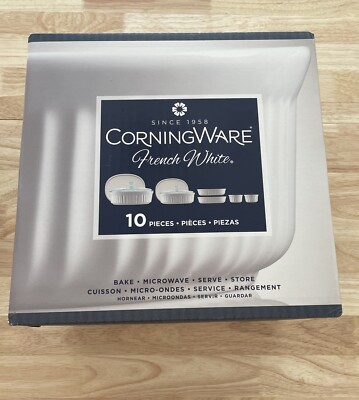 SINCE 1958
CORNINGWARE®
French White®
10 PIECES • PIÈCES • PIEZAS
BAKE • MICROWAVE • SERVE • STORE
CUISSON • MICRO-ONDES • SERVICE • RANGEMENT
HORNEAR • MICROONDAS • SERVIR • GUARDAR